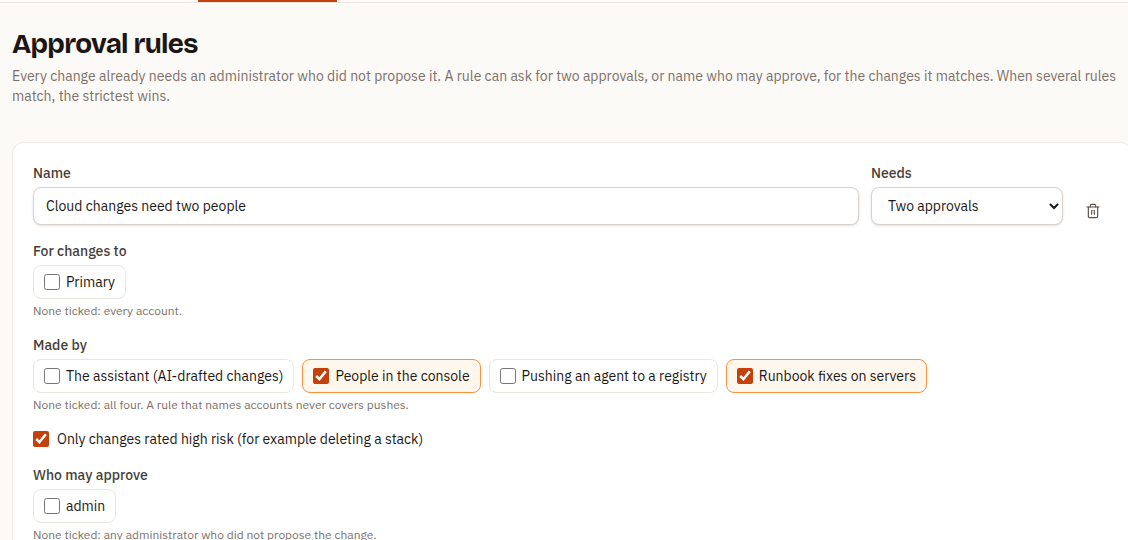 Approval rules
Every change already needs an administrator who did not propose it. A rule can ask for two approvals, or name who may approve, for the changes it matches. When several rules
match, the strictest wins.
Name
Needs
Cloud changes need two people
Two approvals
For changes to
Primary
None ticked: every account.
Made by
The assistant (AI-drafted changes)
People in the console
Pushing an agent to a registry
Runbook fixes on servers
None ticked: all four. A rule that names accounts never covers pushes.
Only changes rated high risk (for example deleting a stack)
Who may approve
admin
None ticked: any administrator who did not propose the change.